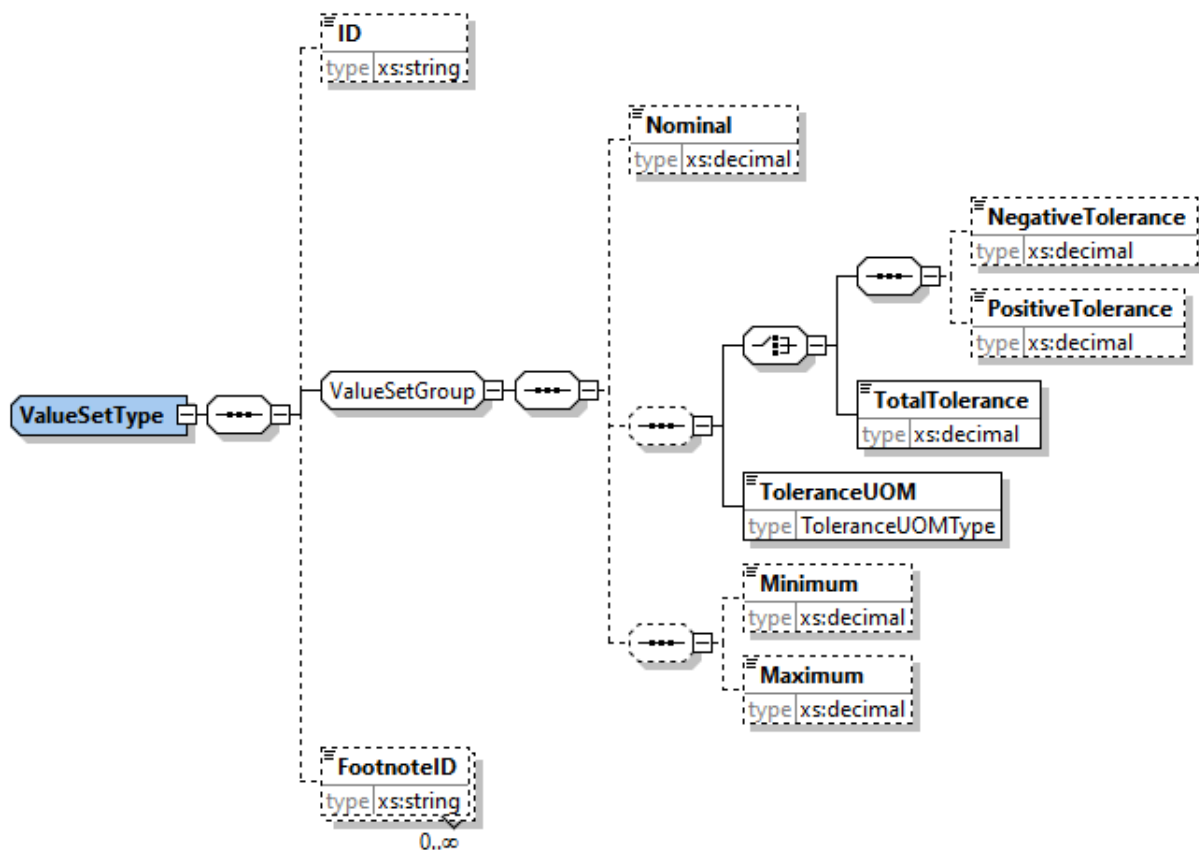 ID
type xs:string
Nominal
type xs:decimal
NegativeTolerance
type xs:decimal
PositiveTolerance
type xs:decimal
ValueSetType
ValueSetGroup
TotalTolerance
type xs:decimal
ToleranceUOM
type ToleranceUOMType
Minimum
type xs:decimal
Maximum
type xs:decimal
FootnoteID
type xs:string
0..∞